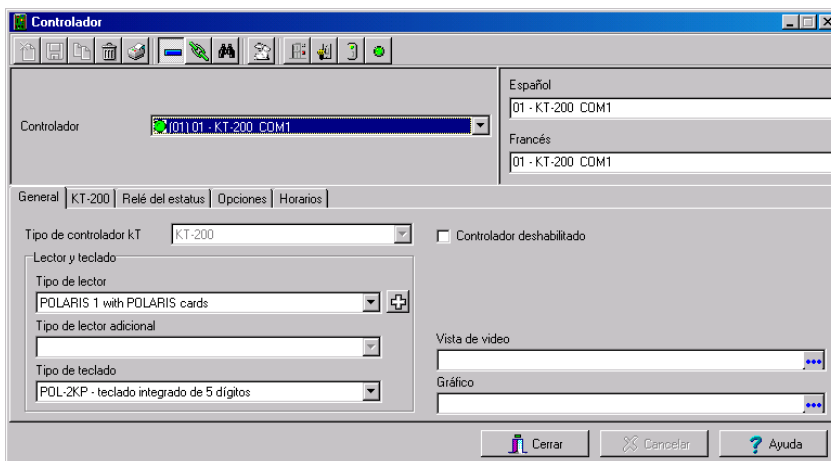 Controlador
Controlador
(01) 01 - KT-200 COM1
Español
01 - KT-200 COM1
Francés
01 - KT-200 COM1
General
KT-200
Relé del estatus
Opciones
Horarios
Tipo de controlador kT
KT-200
Controlador deshabilitado
Lector y teclado
Tipo de lector
POLARIS 1 with POLARIS cards
Tipo de lector adicional
Tipo de teclado
POL-2KP - teclado integrado de 5 dígitos
Vista de video
Gráfico
Cerrar
Cancelar
Ayuda